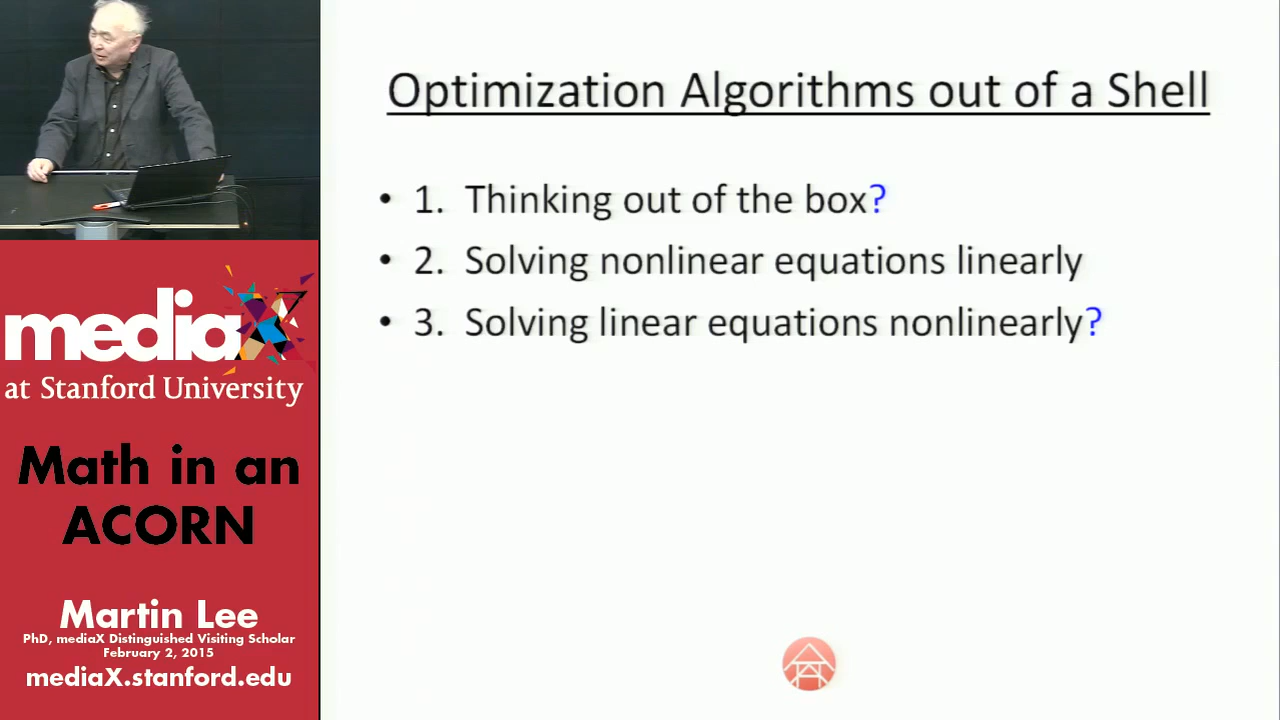 Optimization Algorithms out of a Shell
• 1. Thinking out of the box?
• 2. Solving nonlinear equations linearly
• 3. Solving linear equations nonlinearly?
mediaX
at Stanford University
Math in an
ACORN
Martin Lee
PhD, mediaX Distinguished Visiting Scholar
February 2, 2015
mediaX.stanford.edu